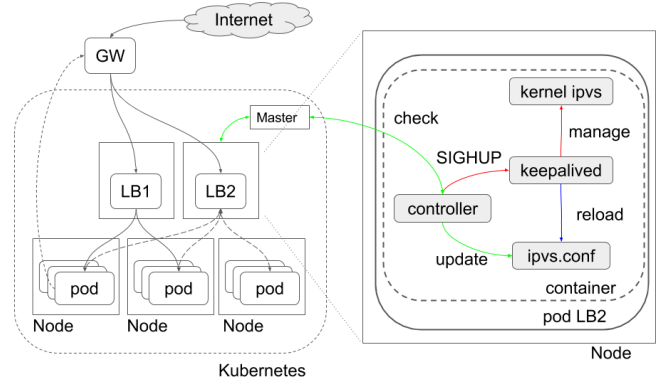 Internet
GW
Master
LB1
LB2
pod
pod
pod
Node
Node
Node
Kubernetes
kernel ipvs
check
manage
SIGHUP
keepalived
controller
reload
update
ipvs.conf
container
pod LB2
Node